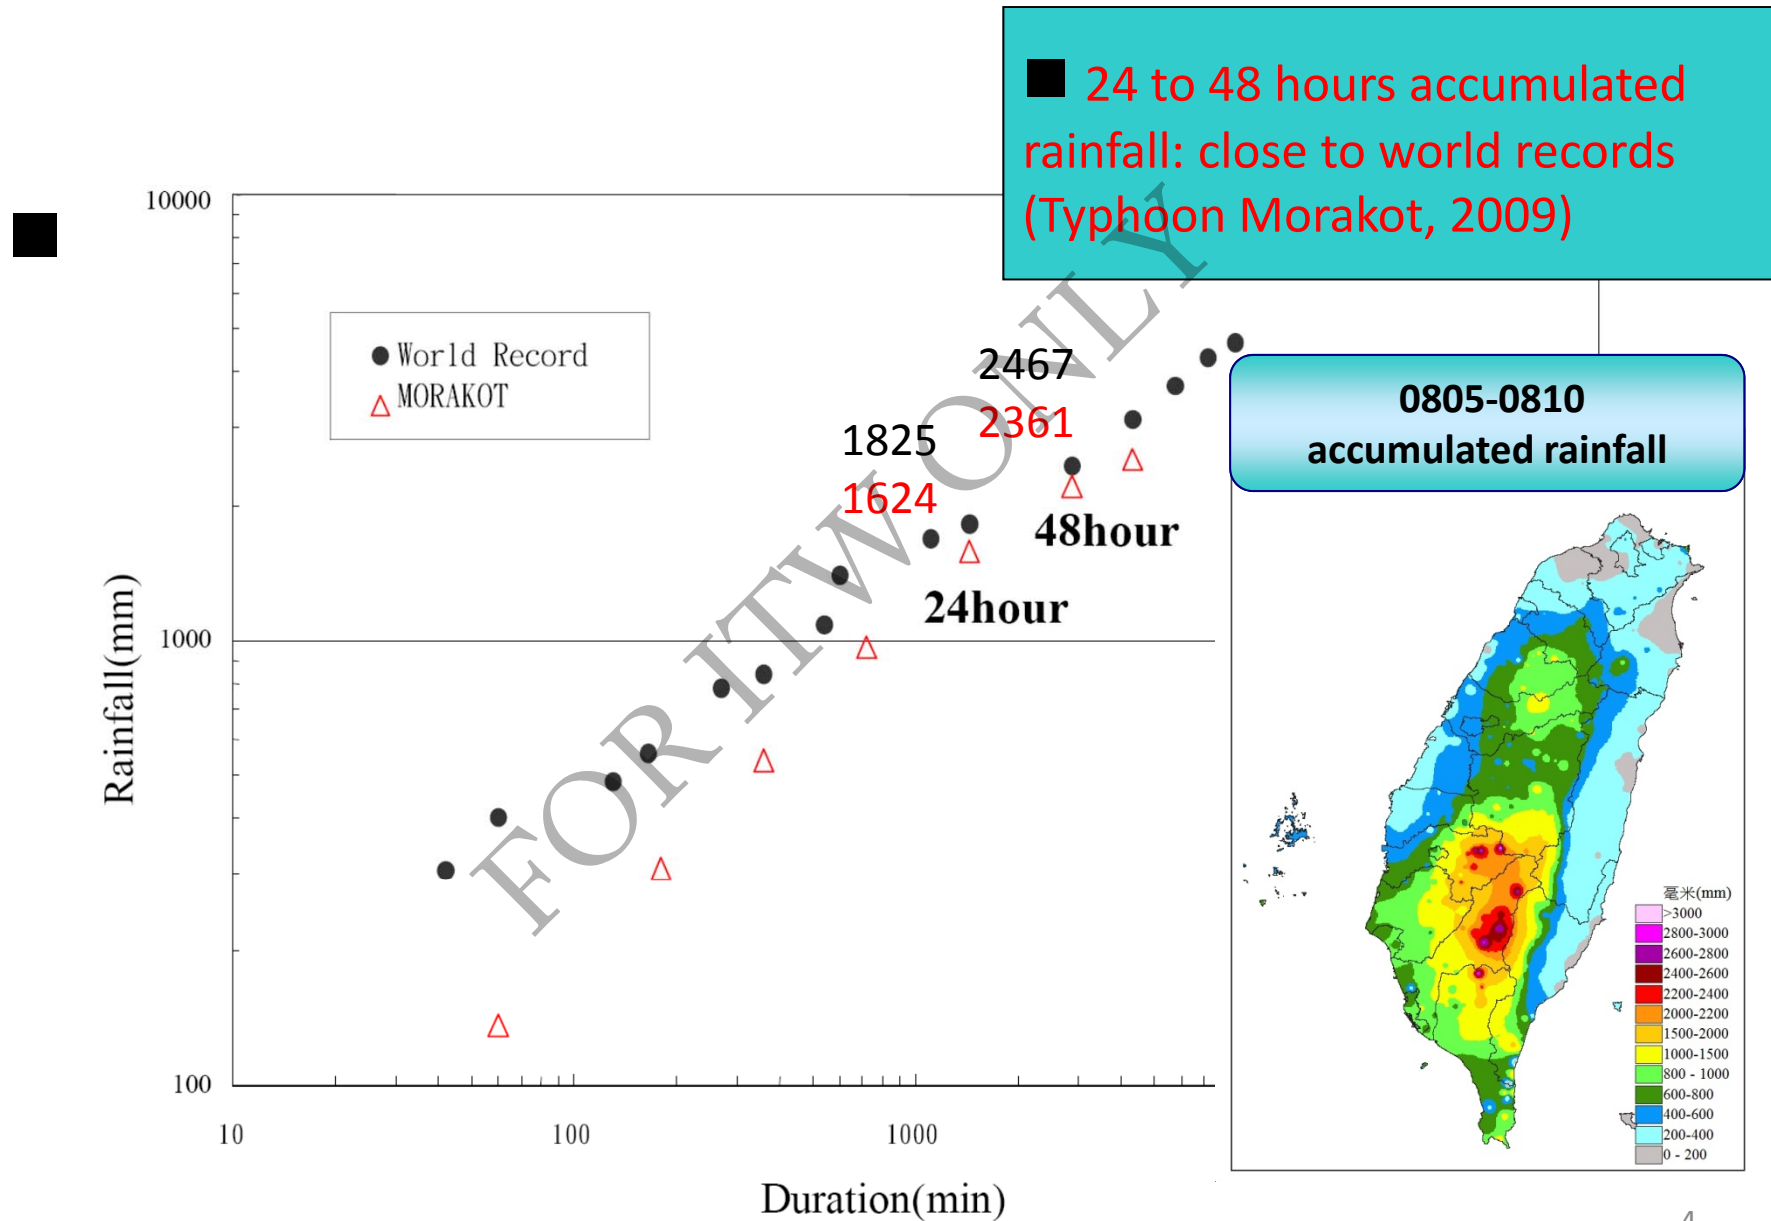 ■ 24 to 48 hours accumulated
rainfall: close to world records
(Typhoon Morakot, 2009)
10000
1000
100
Rainfall(mm)
World Record
MORAKOT
2467
2361
1825
1624
48hour
24hour
10
100
1000
Duration(min)
FOR ITW ONLY
0805-0810
accumulated rainfall
毫米(mm)
>3000
2800-3000
2600-2800
2400-2600
2200-2400
2000-2200
1500-2000
1000-1500
800 - 1000
600-800
400-600
200-400
0 - 200
4